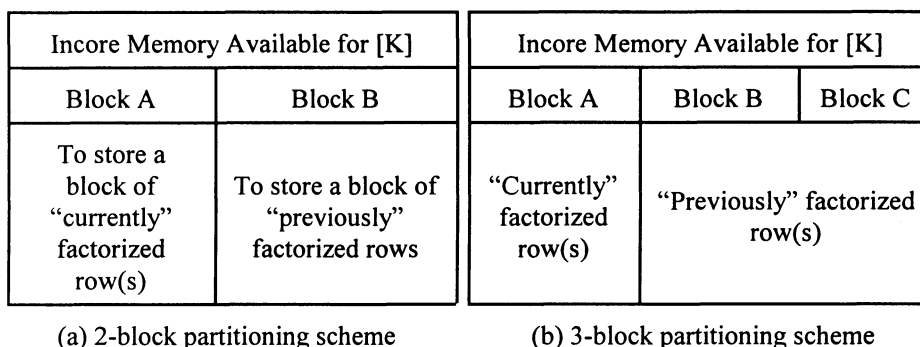 Incore Memory Available for [K]
Block A
Block B
To store a
block of
“currently”
factorized
row(s)
To store a block of
“previously”
factorized rows
(a) 2-block partitioning scheme
Incore Memory Available for [K]
Block A
Block B
Block C
“Currently”
factorized
row(s)
“Previously” factorized
row(s)
(b) 3-block partitioning scheme